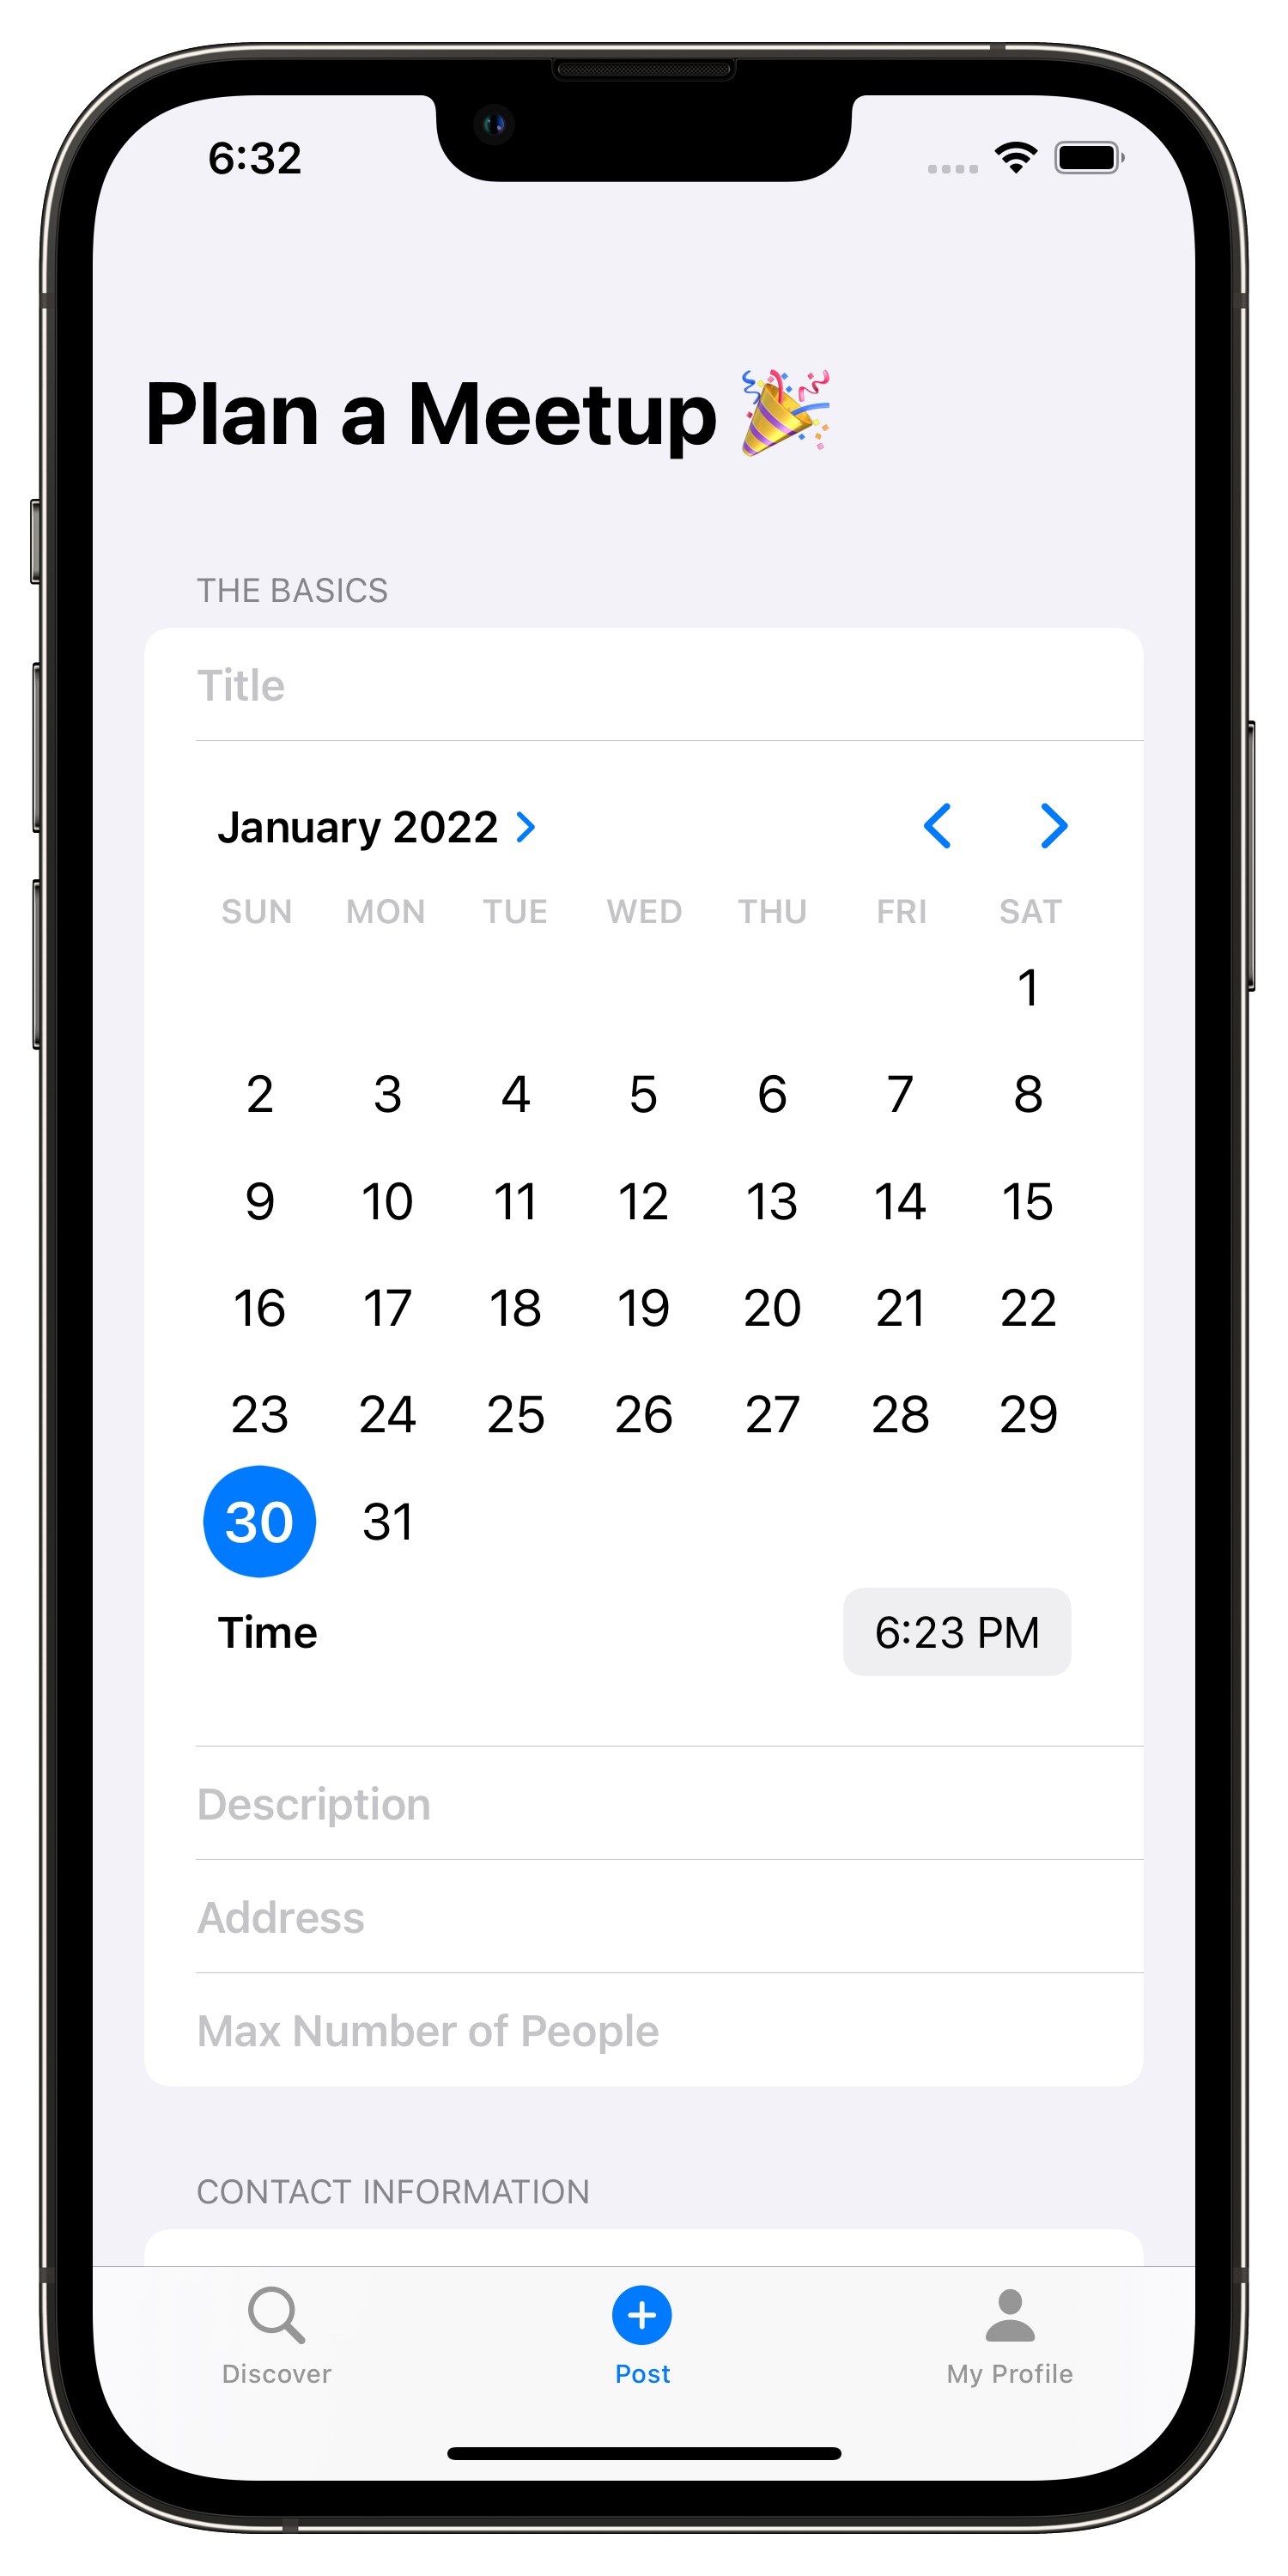 6:32
Plan a Meetup 🎉
THE BASICS
Title
January 2022
SUN MON TUE WED THU FRI SAT
1
2 3 4 5 6 7 8
9 10 11 12 13 14 15
16 17 18 19 20 21 22
23 24 25 26 27 28 29
30 31
Time 6:23 PM
Description
Address
Max Number of People
CONTACT INFORMATION
Discover Post My Profile